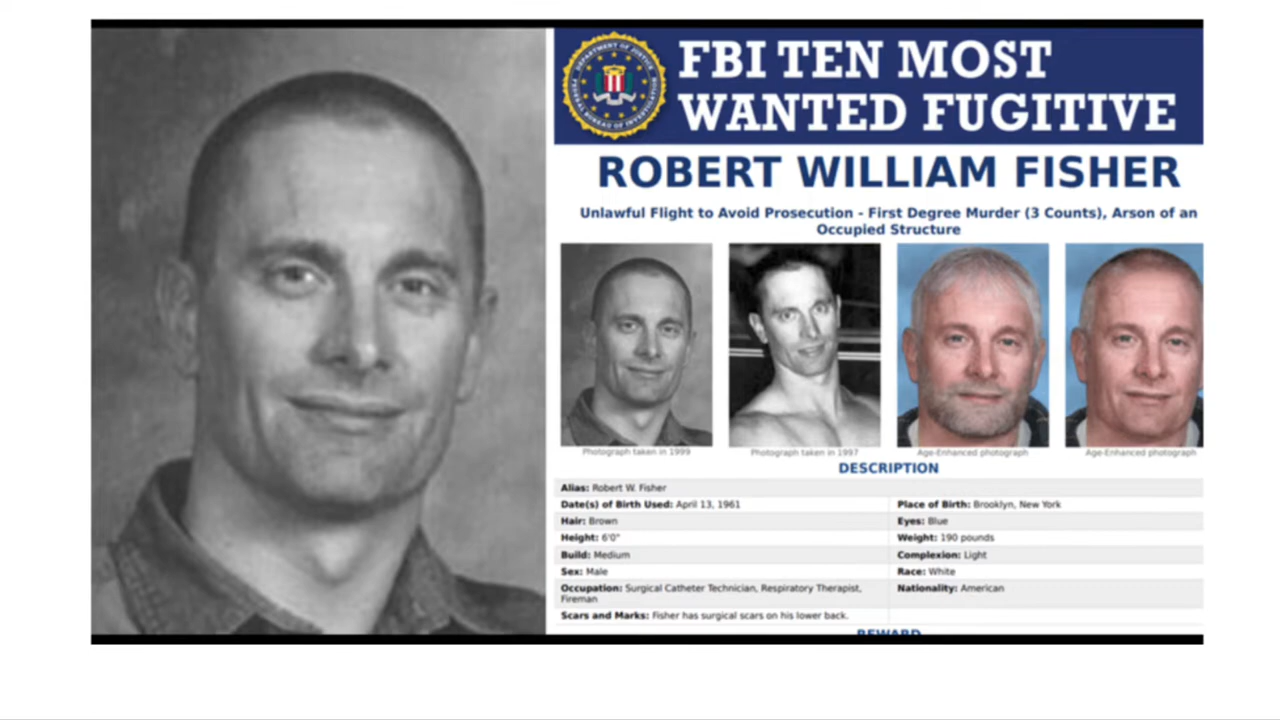 FBI TEN MOST
WANTED FUGITIVE
ROBERT WILLIAM FISHER
Unlawful Flight to Avoid Prosecution - First Degree Murder (3 Counts), Arson of an
Occupied Structure
Photograph taken in 1999
Photograph taken in 1997
Age-Enhanced photograph
Age-Enhanced photograph
DESCRIPTION
Alias: Robert W. Fisher
Date(s) of Birth Used: April 13, 1961
Place of Birth: Brooklyn, New York
Hair: Brown
Eyes: Blue
Height: 6'0"
Weight: 190 pounds
Build: Medium
Complexion: Light
Sex: Male
Race: White
Occupation: Surgical Catheter Technician, Respiratory Therapist,
Fireman
Nationality: American
Scars and Marks: Fisher has surgical scars on his lower back.
REWARD